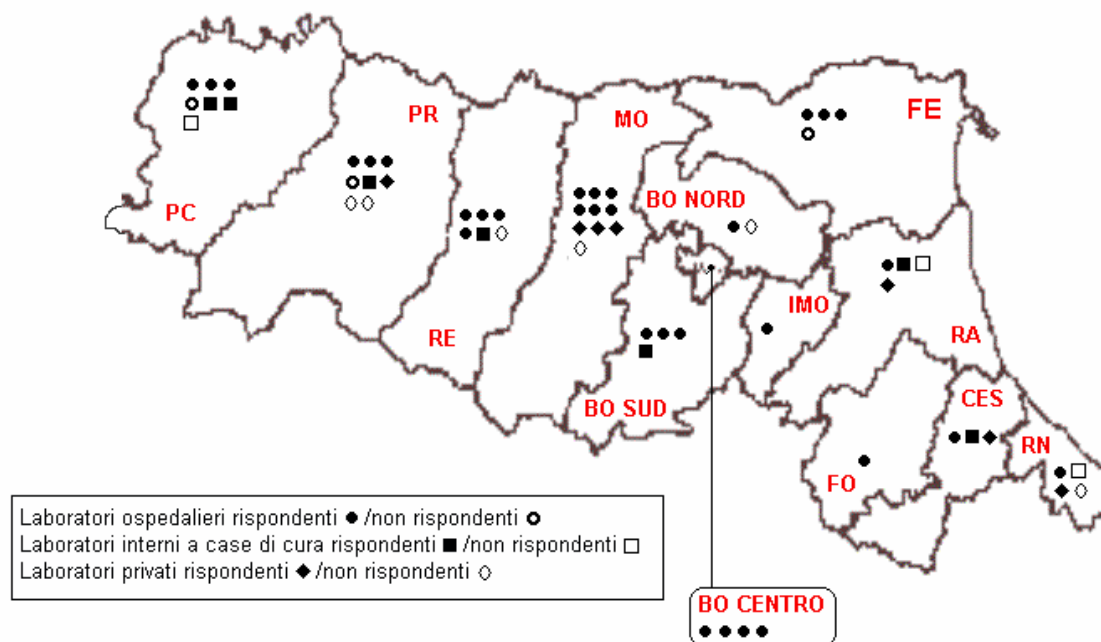 PR
MO
FE
PC
BO NORD
IMO
RE
RA
BO SUD
CES
RN
FO
Laboratori ospedalieri rispondenti ● /non rispondenti ○
Laboratori interni a case di cura rispondenti ■ /non rispondenti □
Laboratori privati rispondenti ◆ /non rispondenti ◇
BO CENTRO